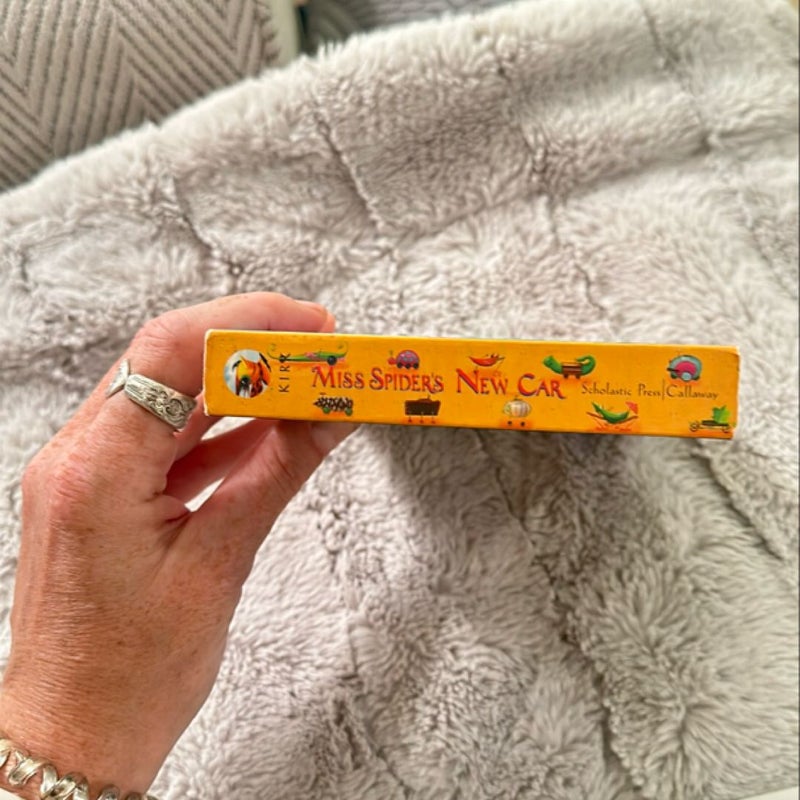 KIRK MISS SPIDER'S NEW CAR Scholastic Press/Callaway